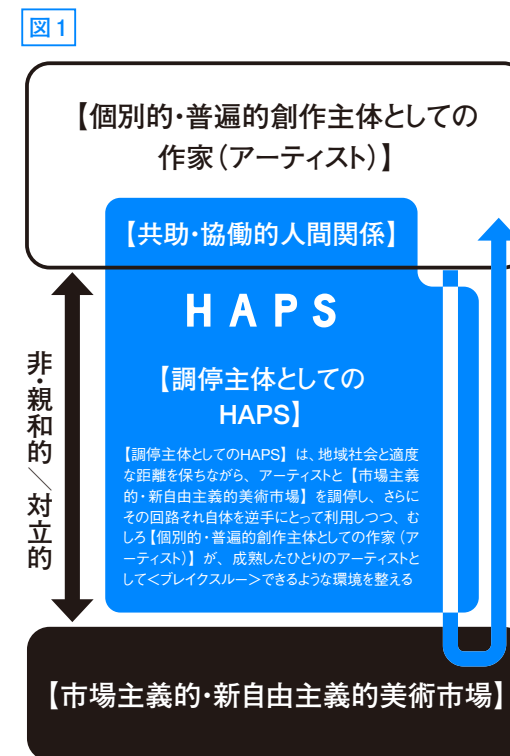 図1
【個別的・普遍的創作主体としての
作家（アーティスト）】
【共助・協働的人間関係】
HAPS
【調停主体としての
HAPS】
【調停主体としてのHAPS】は、地域社会と適度
な距離を保ちながら、アーティストと【市場主義
的・新自由主義的美術市場】を調停し、さらに
その回路それ自体を逆手にとって利用しつつ、む
しろ【個別的・普遍的創作主体としての作家（ア
ーティスト）】が、成熟したひとりのアーティストと
して＜ブレイクスルー＞できるような環境を整える
非・親和的／対立的
【市場主義的・新自由主義的美術市場】